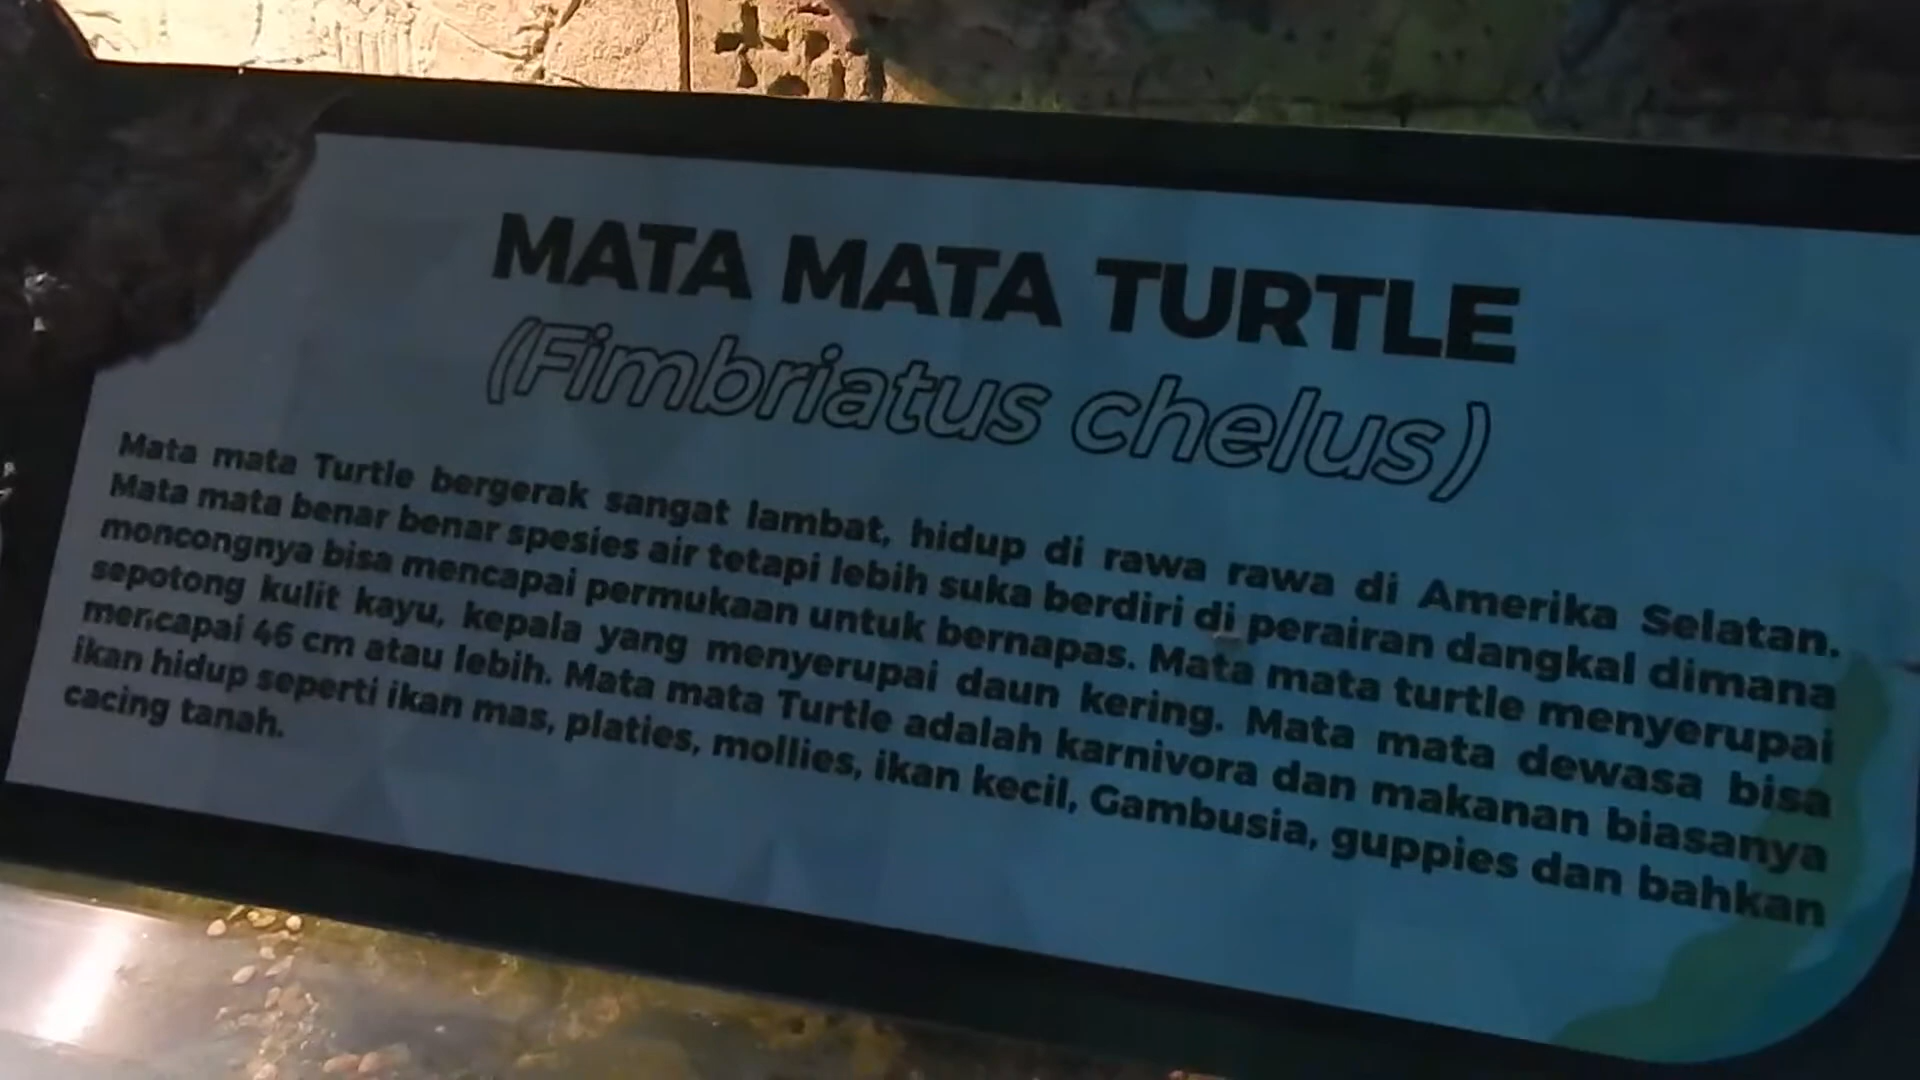 MATA MATA TURTLE
(Fimbriatus chelus)
Mata mata Turtle bergerak sangat lambat, hidup di rawa rawa di Amerika Selatan.
Mata mata benar benar spesies air tetapi lebih suka berdiri di perairan dangkal dimana
moncongnya bisa mencapai permukaan untuk bernapas. Mata mata turtle menyerupai
sepotong kulit kayu, kepala yang menyerupai daun kering. Mata mata dewasa bisa
mencapai 46 cm atau lebih. Mata mata Turtle adalah karnivora dan makanan biasanya
ikan hidup seperti ikan mas, platies, mollies, ikan kecil, Gambusia, guppies dan bahkan
cacing tanah.